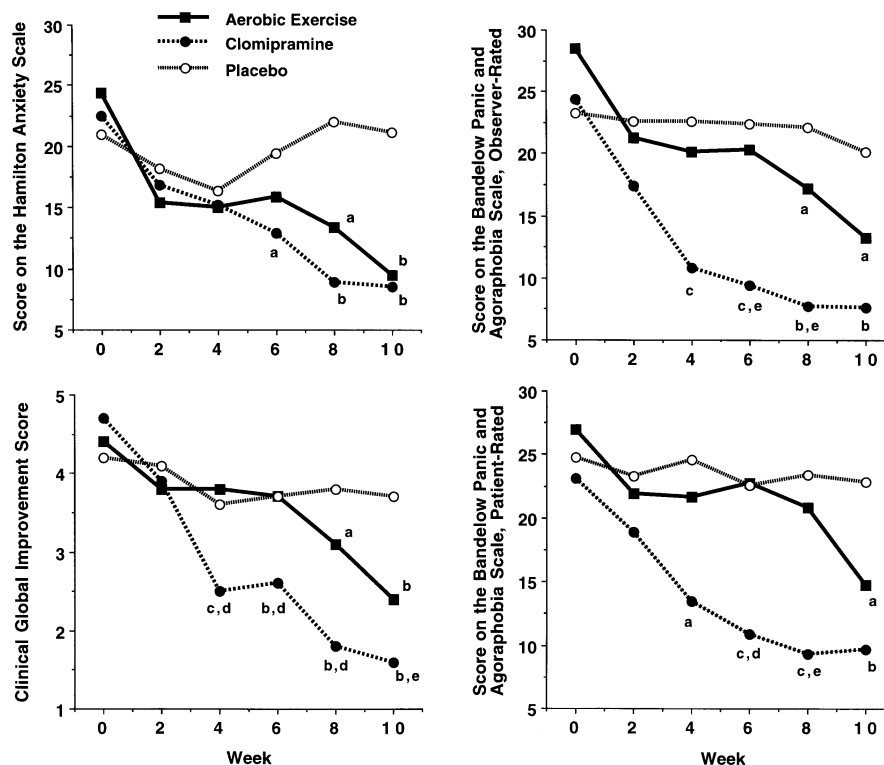 Aerobic Exercise
Clomipramine
Placebo
Score on the Hamilton Anxiety Scale
30
25
20
15
10
5
a
a
b
b
b
0 2 4 6 8 10
Score on the Bandelow Panic and
Agoraphobia Scale, Observer-Rated
30
25
20
15
10
5
a
a
c
c,e
b,e
b
0 2 4 6 8 10
Clinical Global Improvement Score
5
4
3
2
1
a
b
c,d
b,d
b,d
b,e
0 2 4 6 8 10
Week
Score on the Bandelow Panic and
Agoraphobia Scale, Patient-Rated
30
25
20
15
10
5
a
a
c,d
c,e
b
0 2 4 6 8 10
Week